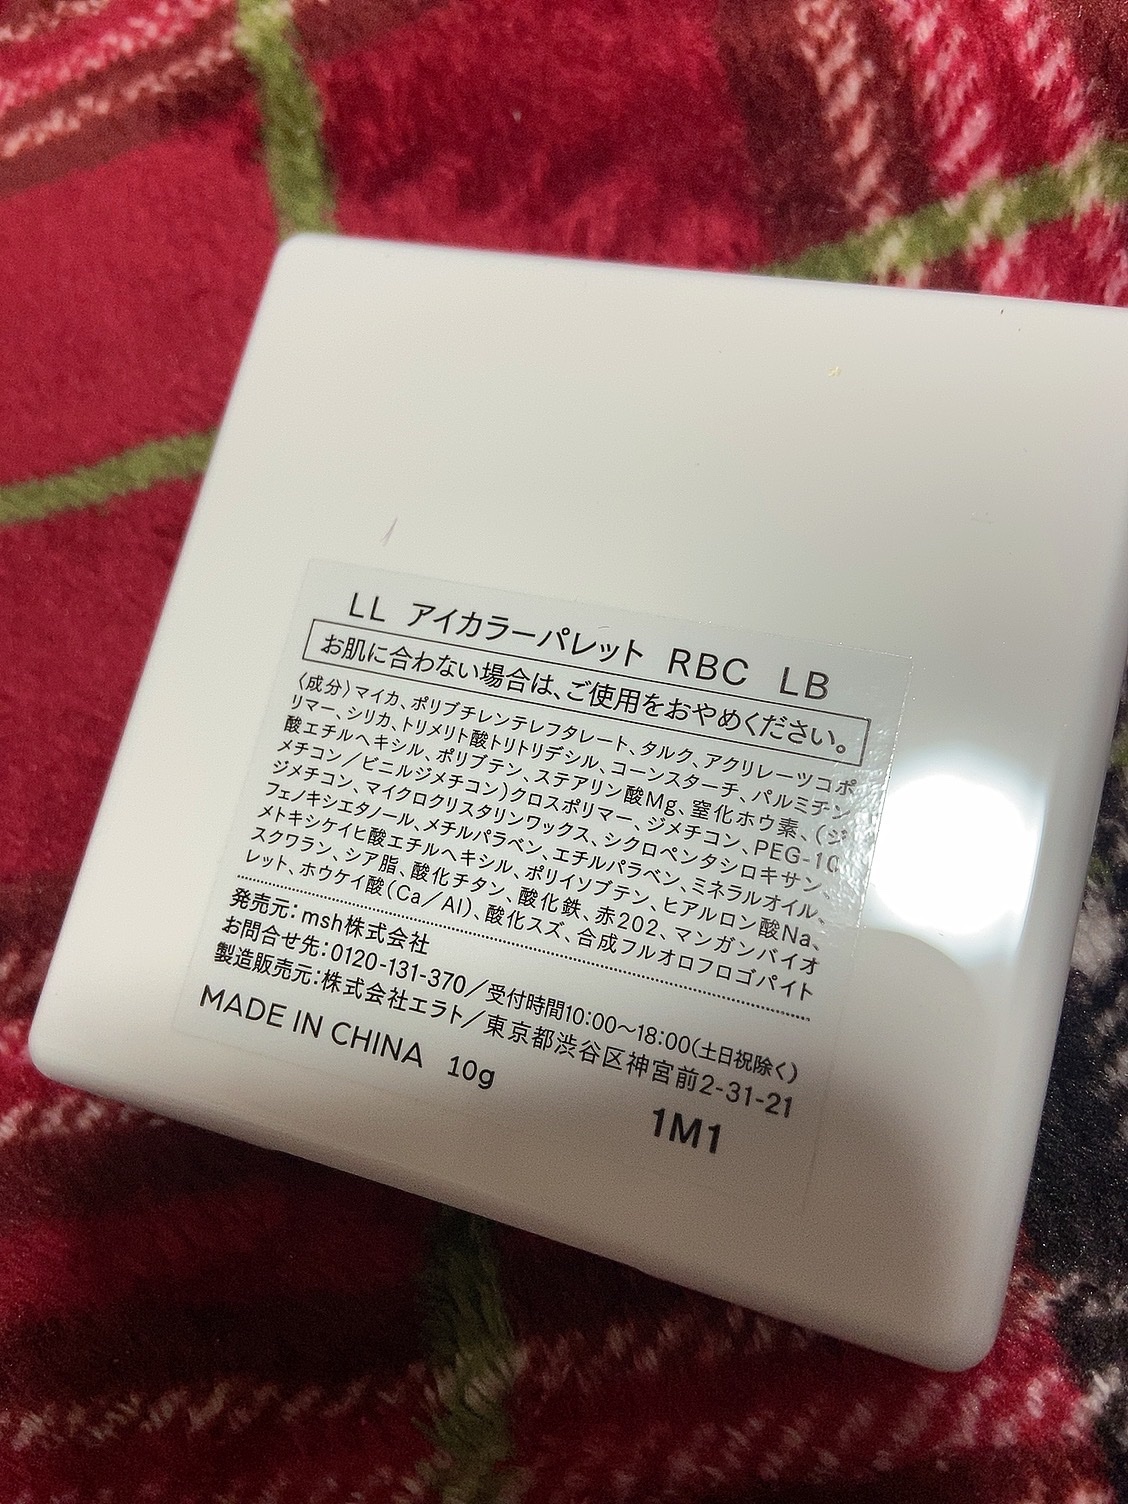 LL アイカラーパレット RBC LB
お肌に合わない場合は、ご使用をおやめください。
〈成分〉マイカ、ポリブチレンテレフタレート、タルク、アクリレーツコポ
リマー、シリカ、トリメリト酸トリトリデシル、コーンスターチ、パルミチン
酸エチルヘキシル、ポリブテン、ステアリン酸Mg、窒化ホウ素、（ジ
メチコン／ビニルジメチコン）クロスポリマー、ジメチコン、PEG-10
ジメチコン、マイクロクリスタリンワックス、シクロペンタシロキサン、
フェノキシエタノール、メチルパラベン、エチルパラベン、ミネラルオイル、
メトキシケイヒ酸エチルヘキシル、ポリイソブテン、ヒアルロン酸Na、
スクワラン、シア脂、酸化チタン、酸化鉄、赤202、マンガンバイオ
レット、ホウケイ酸（Ca／Al）、酸化スズ、合成フルオロフロゴパイト
発売元：msh株式会社
お問合せ先：0120-131-370／受付時間10：00～18：00（土日祝除く）
製造販売元：株式会社エラト／東京都渋谷区神宮前2-31-21
MADE IN CHINA 10g
1M1